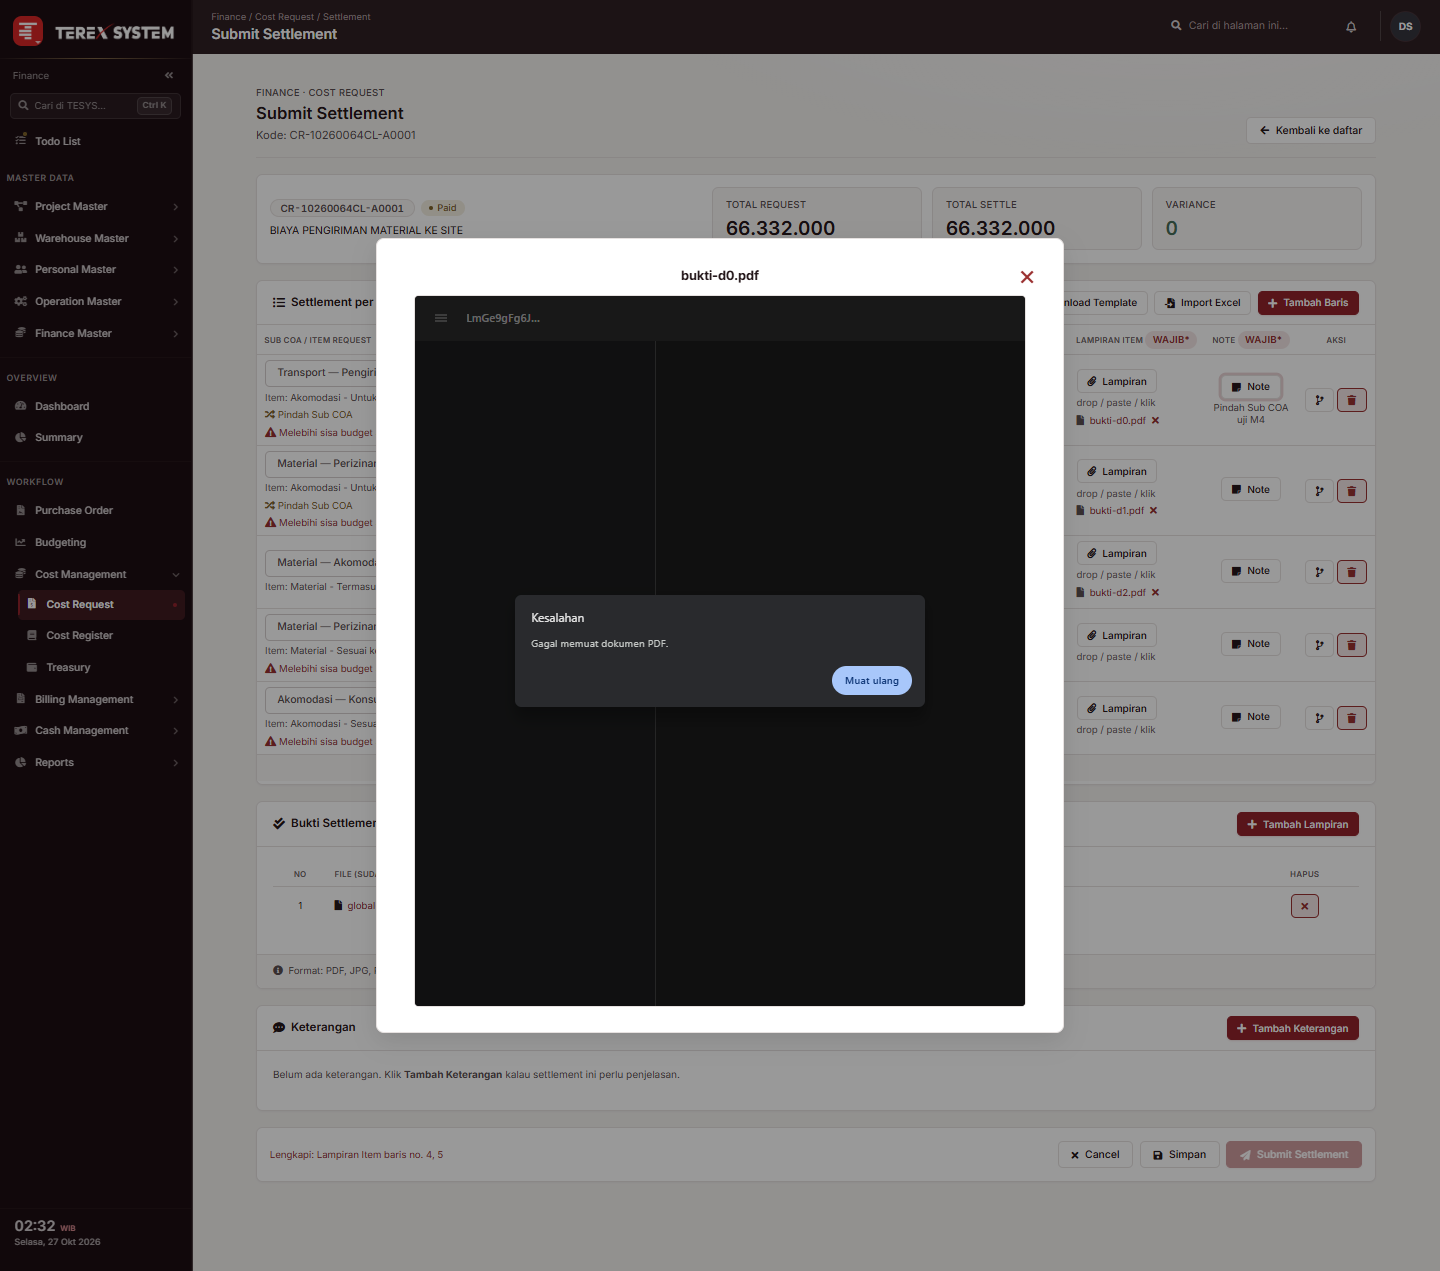 TEREX SYSTEM
Finance
Cari di TESYS...
Ctrl K
Todo List
MASTER DATA
Project Master
Warehouse Master
Personal Master
Operation Master
Finance Master
OVERVIEW
Dashboard
Summary
WORKFLOW
Purchase Order
Budgeting
Cost Management
Cost Request
Cost Register
Treasury
Billing Management
Cash Management
Reports
02:32 WIB
Selasa, 27 Okt 2026
Finance / Cost Request / Settlement
Submit Settlement
Cari di halaman ini...
DS
FINANCE · COST REQUEST
Submit Settlement
Kode: CR-10260064CL-A0001
Kembali ke daftar
CR-10260064CL-A0001
Paid
BIAYA PENGIRIMAN MATERIAL KE SITE
TOTAL REQUEST
66.332.000
TOTAL SETTLE
66.332.000
VARIANCE
0
Settlement per
nload Template
Import Excel
Tambah Baris
SUB COA / ITEM REQUEST
LAMPIRAN ITEM WAJIB*
NOTE WAJIB*
AKSI
Transport — Pengiri
Item: Akomodasi - Untuk
Pindah Sub COA
Melebihi sisa budget
Lampiran
drop / paste / klik
bukti-d0.pdf
Note
Pindah Sub COA
uji M4
Material — Perizinan
Item: Akomodasi - Untuk
Pindah Sub COA
Melebihi sisa budget
Lampiran
drop / paste / klik
bukti-d1.pdf
Note
Material — Akomoda
Item: Material - Termasu
Lampiran
drop / paste / klik
bukti-d2.pdf
Note
Material — Perizinan
Item: Material - Sesuai k
Melebihi sisa budget
Lampiran
drop / paste / klik
Note
Akomodasi — Konsu
Item: Akomodasi - Sesua
Melebihi sisa budget
Lampiran
drop / paste / klik
Note
bukti-d0.pdf
LmGe9gFg6J...
Kesalahan
Gagal memuat dokumen PDF.
Muat ulang
Bukti Settlemen
Tambah Lampiran
NO
FILE (SUDA
HAPUS
1
global
Format: PDF, JPG,
Keterangan
Tambah Keterangan
Belum ada keterangan. Klik Tambah Keterangan kalau settlement ini perlu penjelasan.
Lengkapi: Lampiran Item baris no. 4, 5
Cancel
Simpan
Submit Settlement